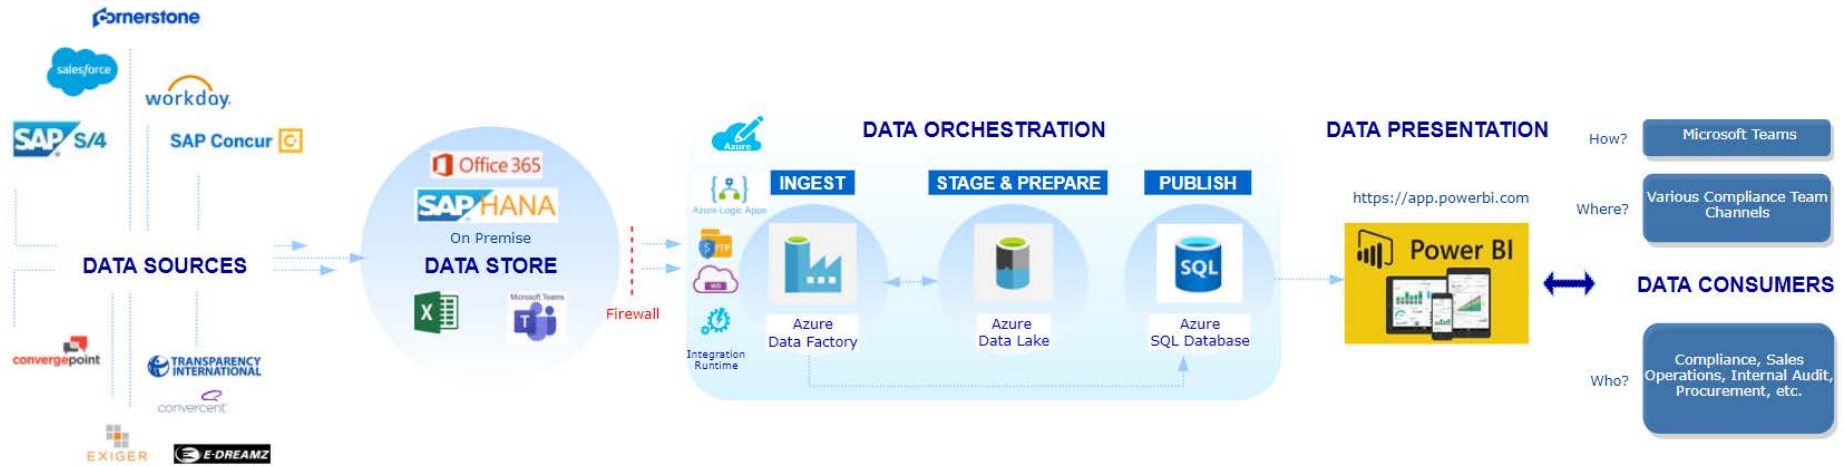 Cornerstone
salesforce
workday.
SAP S/4
SAP Concur C
DATA SOURCES
convergepoint
TRANSPARENCY
INTERNATIONAL
convercent
EXIGER
E-DREAMZ
Office 365
SAP HANA
On Premise
DATA STORE
X
Microsoft Teams
T
Firewall
Azure
DATA ORCHESTRATION
Azure Logic Apps
S FTP
WS
Integration
Runtime
INGEST
STAGE & PREPARE
PUBLISH
SQL
Azure
Data Factory
Azure
Data Lake
Azure
SQL Database
DATA PRESENTATION
https://app.powerbi.com
Power BI
How?
Microsoft Teams
Where?
Various Compliance Team
Channels
DATA CONSUMERS
Who?
Compliance, Sales
Operations, Internal Audit,
Procurement, etc.